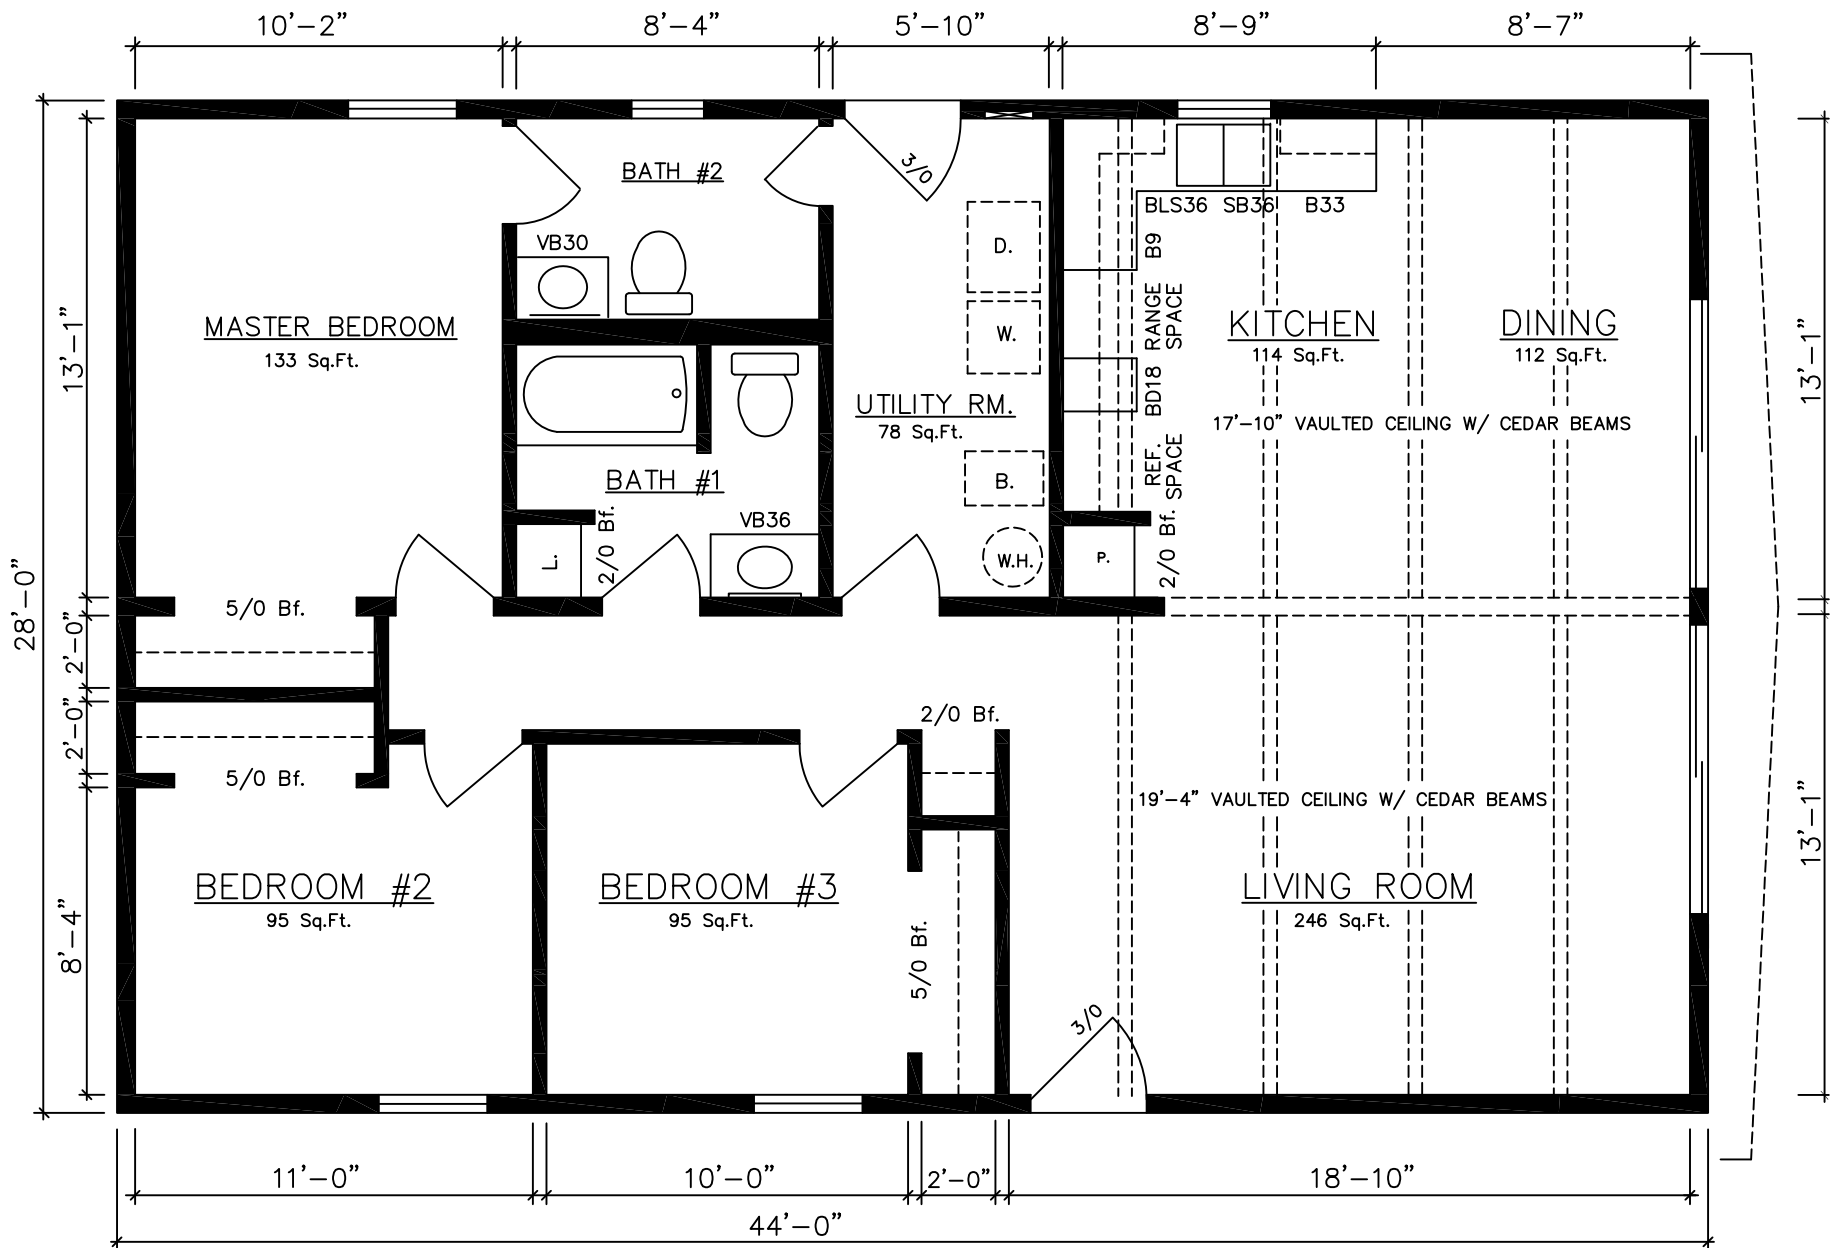 10'-2" 8'-4" 5'-10" 8'-9" 8'-7"
BATH #2
3/0
BLS36 SB36 B33
VB30
D.
B9
MASTER BEDROOM
133 Sq.Ft.
W.
RANGE
SPACE
KITCHEN
114 Sq.Ft.
DINING
112 Sq.Ft.
13'-1"
13'-1"
UTILITY RM.
78 Sq.Ft.
BD18
17'-10" VAULTED CEILING W/ CEDAR BEAMS
BATH #1
B.
REF.
SPACE
VB36
L.
2/0 Bf.
W.H.
P.
2/0 Bf.
28'-0"
5/0 Bf.
2'-0"
2'-0"
5/0 Bf.
2/0 Bf.
19'-4" VAULTED CEILING W/ CEDAR BEAMS
13'-1"
8'-4"
BEDROOM #2
95 Sq.Ft.
BEDROOM #3
95 Sq.Ft.
LIVING ROOM
246 Sq.Ft.
5/0 Bf.
3/0
11'-0" 10'-0" 2'-0" 18'-10"
44'-0"